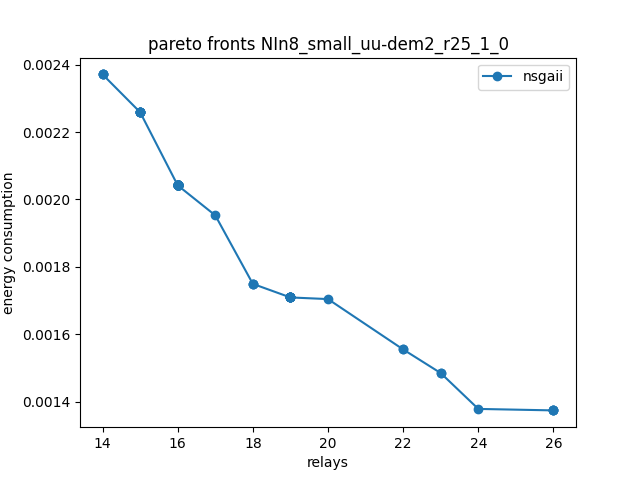 pareto fronts NIn8_small_uu-dem2_r25_1_0
nsgaii
energy consumption
0.0024
0.0022
0.0020
0.0018
0.0016
0.0014
14 16 18 20 22 24 26
relays